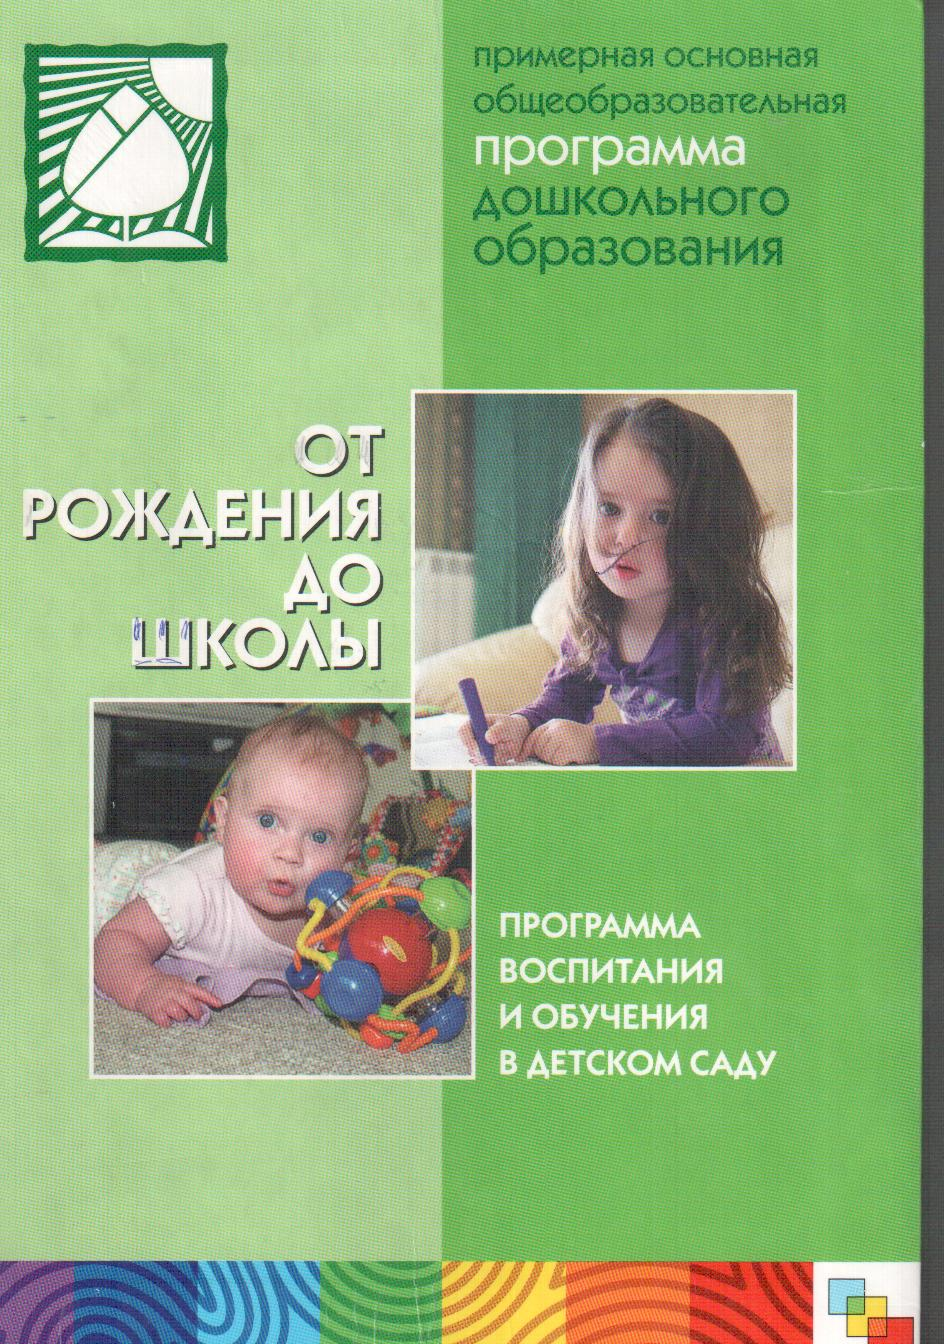 примерная основная
общеобразовательная
программа
дошкольного
образования
ОТ
РОЖДЕНИЯ
ДО
ШКОЛЫ
ПРОГРАММА
ВОСПИТАНИЯ
И ОБУЧЕНИЯ
В ДЕТСКОМ САДУ